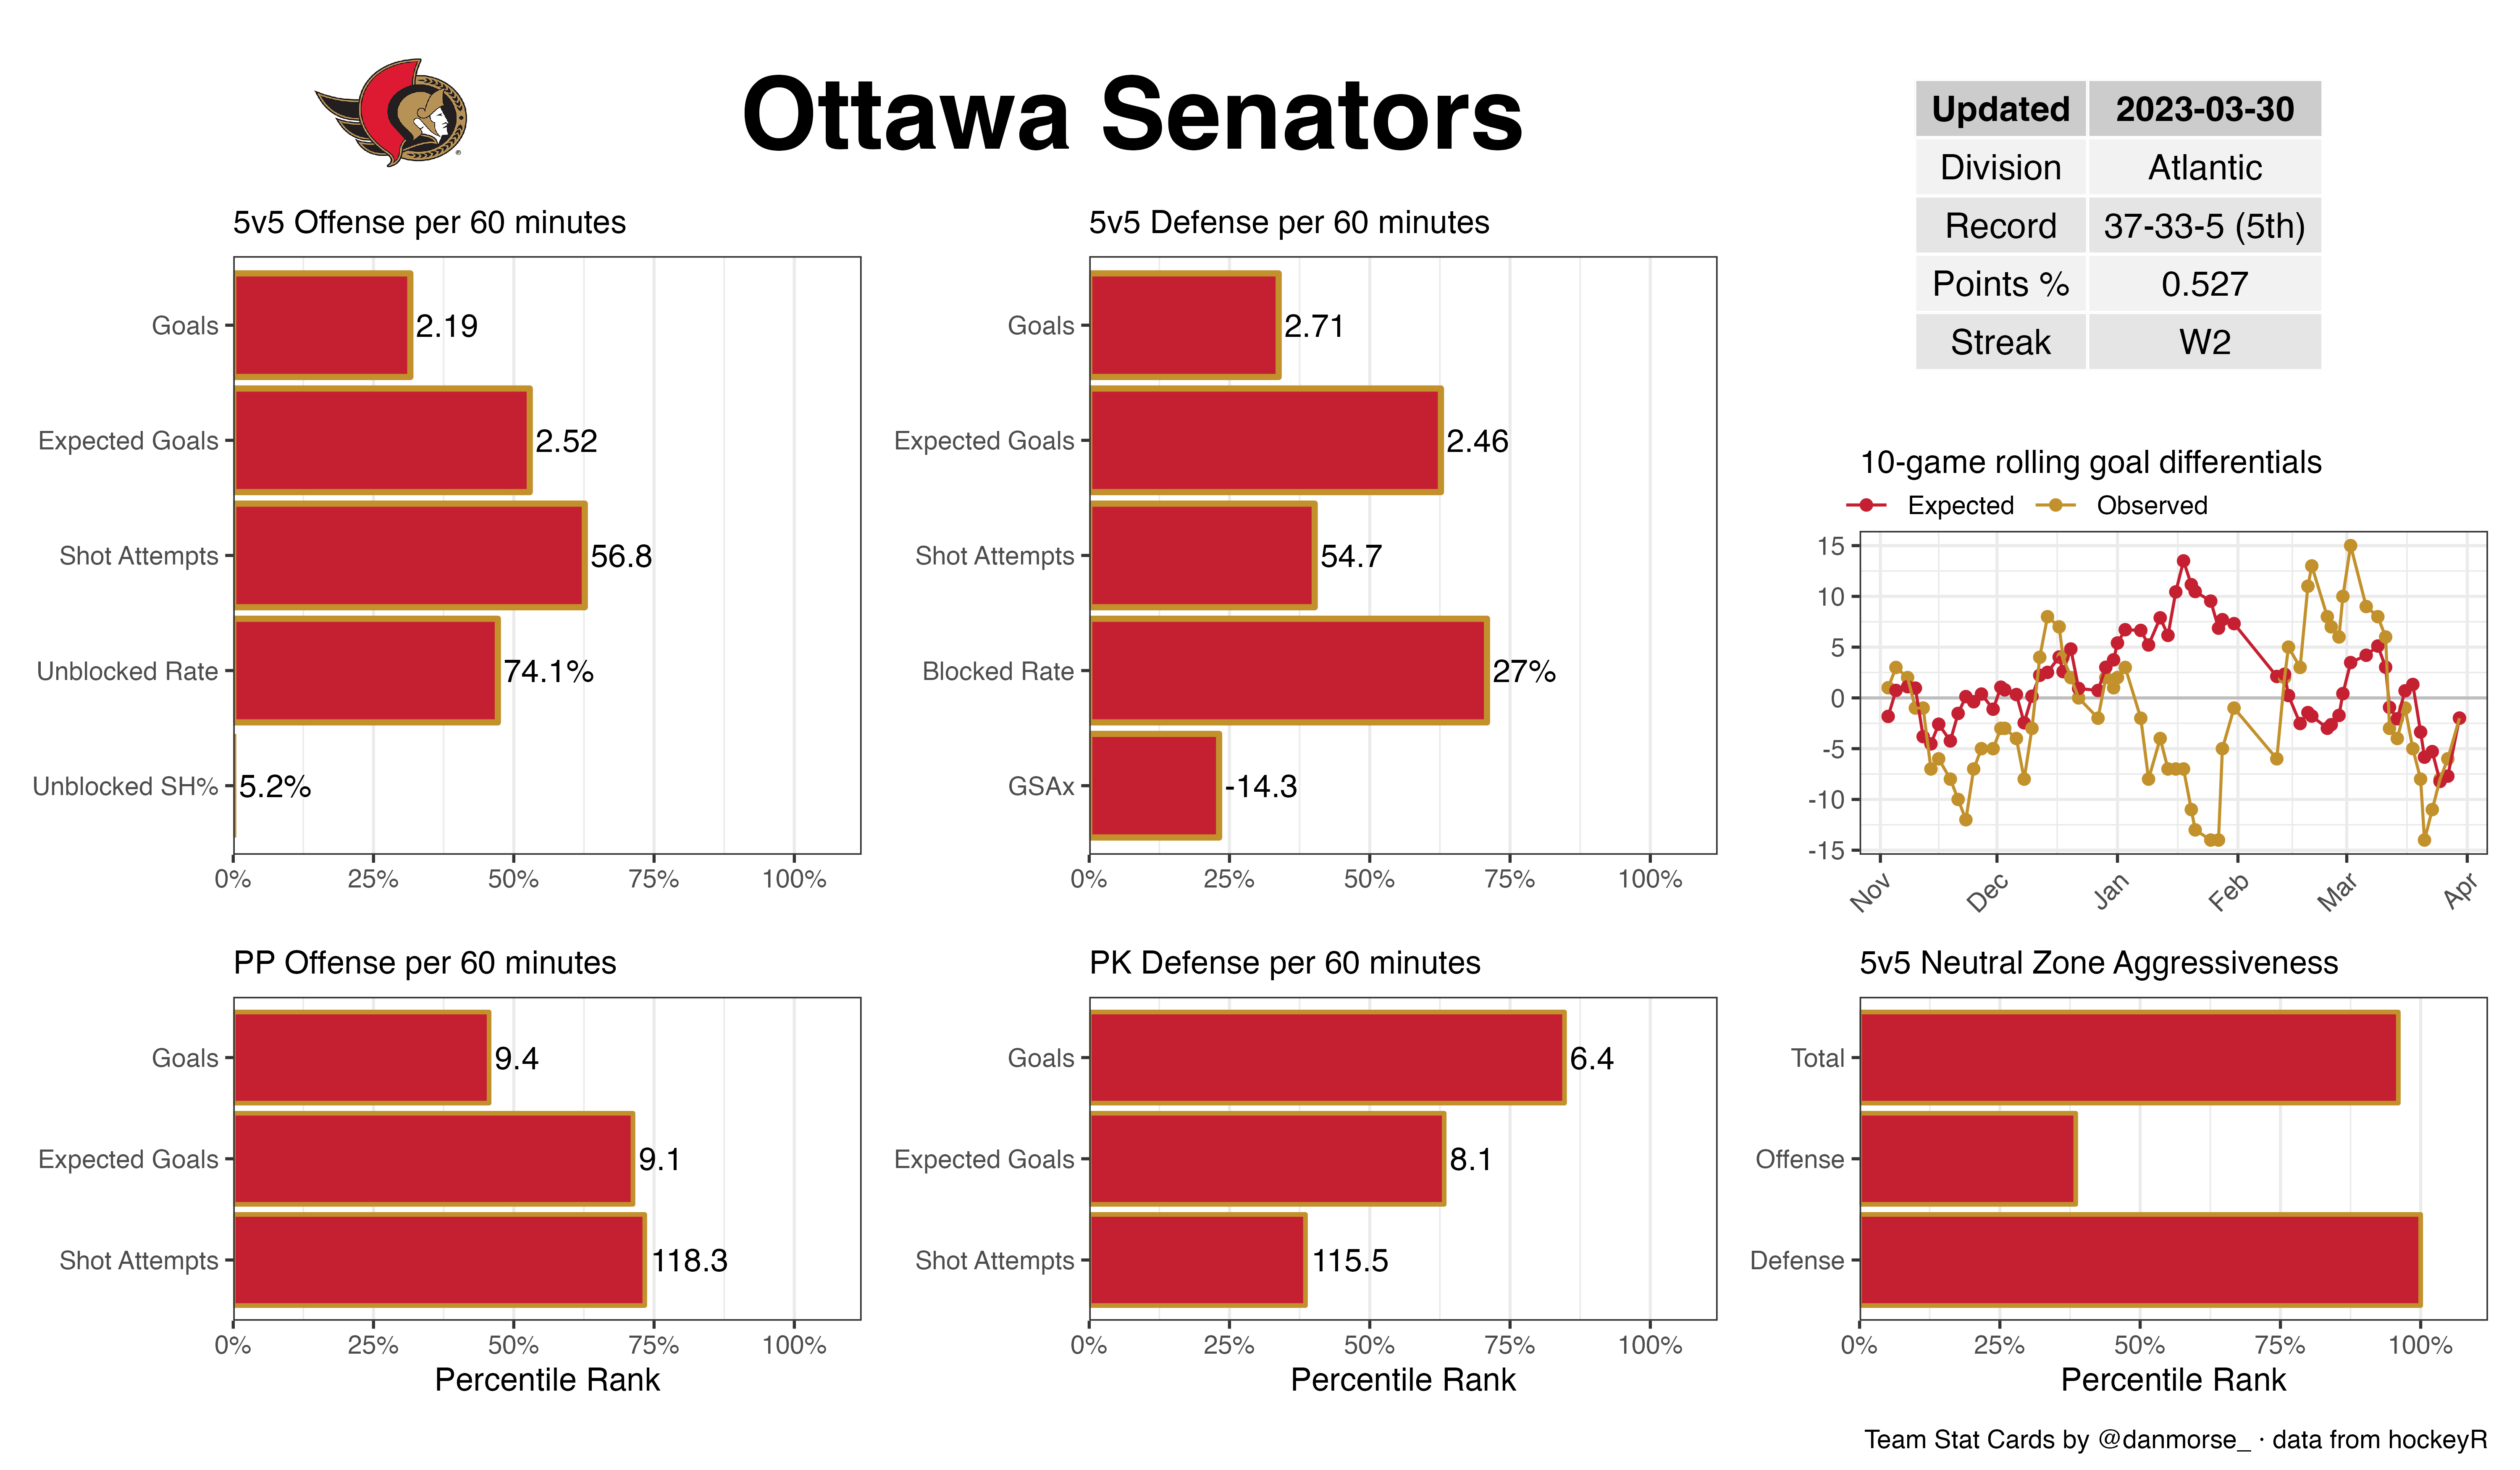 Ottawa Senators
Updated 2023-03-30
Division Atlantic
Record 37-33-5 (5th)
Points % 0.527
Streak W2
5v5 Offense per 60 minutes
Goals 2.19
Expected Goals 2.52
Shot Attempts 56.8
Unblocked Rate 74.1%
Unblocked SH% 5.2%
0% 25% 50% 75% 100%
5v5 Defense per 60 minutes
Goals 2.71
Expected Goals 2.46
Shot Attempts 54.7
Blocked Rate 27%
GSAx -14.3
0% 25% 50% 75% 100%
10-game rolling goal differentials
Expected Observed
15
10
5
0
-5
-10
-15
Nov Dec Jan Feb Mar Apr
PP Offense per 60 minutes
Goals 9.4
Expected Goals 9.1
Shot Attempts 118.3
0% 25% 50% 75% 100%
Percentile Rank
PK Defense per 60 minutes
Goals 6.4
Expected Goals 8.1
Shot Attempts 115.5
0% 25% 50% 75% 100%
Percentile Rank
5v5 Neutral Zone Aggressiveness
Total
Offense
Defense
0% 25% 50% 75% 100%
Percentile Rank
Team Stat Cards by @danmorse_ · data from hockeyR